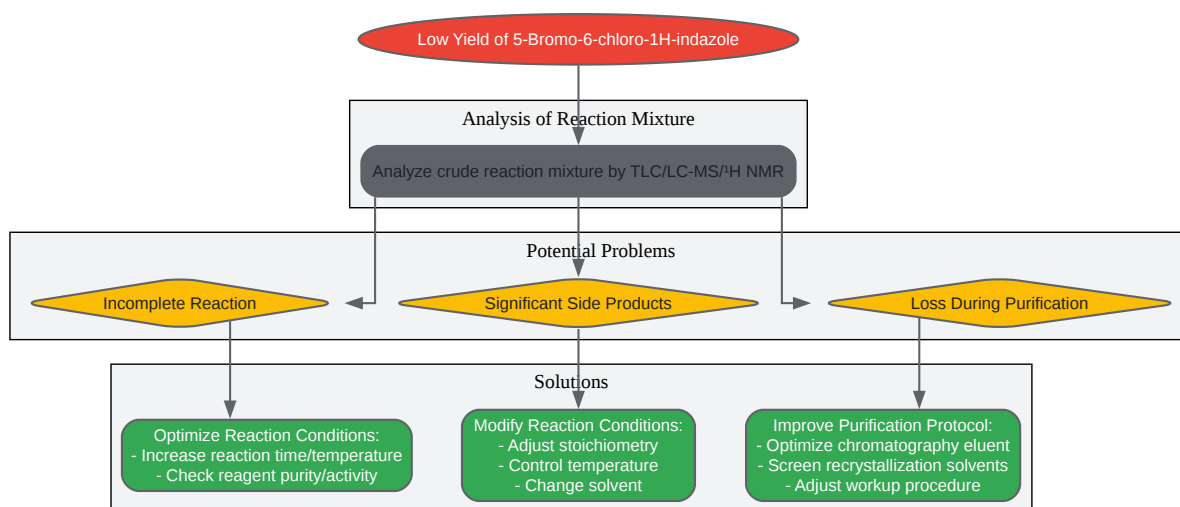 Low Yield of 5-Bromo-6-chloro-1H-indazole
Analysis of Reaction Mixture
Analyze crude reaction mixture by TLC/LC-MS/¹H NMR
Potential Problems
Incomplete Reaction
Significant Side Products
Loss During Purification
Solutions
Optimize Reaction Conditions:
- Increase reaction time/temperature
- Check reagent purity/activity
Modify Reaction Conditions:
- Adjust stoichiometry
- Control temperature
- Change solvent
Improve Purification Protocol:
- Optimize chromatography eluent
- Screen recrystallization solvents
- Adjust workup procedure